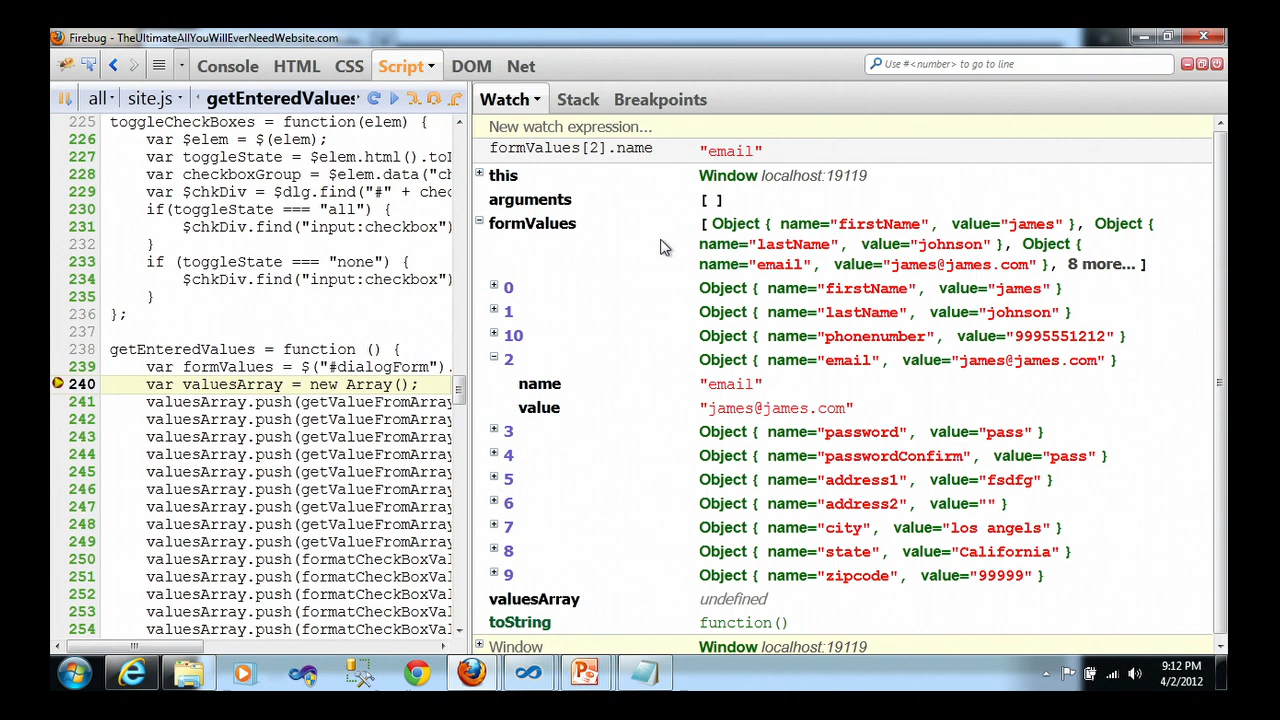 Firebug - TheUltimateAllYouWillEverNeedWebsite.com
Console HTML CSS Script DOM Net
Use #<number> to go to line
all site.js getEnteredValues
Watch Stack Breakpoints
225 toggleCheckBoxes = function(elem) {
226 var $elem = $(elem);
227 var toggleState = $elem.html().
228 var checkboxGroup = $elem.data("ch
229 var $chkDiv = $dlg.find("#" + chec
230 if(toggleState === "all") {
231 $chkDiv.find("input:checkbox")
232 }
233 if (toggleState === "none") {
234 $chkDiv.find("input:checkbox")
235 }
236 };
237
238 getEnteredValues = function () {
239 var formValues = $("#dialogForm").
240 var valuesArray = new Array();
241 valuesArray.push(getValueFromArray
242 valuesArray.push(getValueFromArray
243 valuesArray.push(getValueFromArray
244 valuesArray.push(getValueFromArray
245 valuesArray.push(getValueFromArray
246 valuesArray.push(getValueFromArray
247 valuesArray.push(getValueFromArray
248 valuesArray.push(getValueFromArray
249 valuesArray.push(getValueFromArray
250 valuesArray.push(formatCheckBoxVal
251 valuesArray.push(formatCheckBoxVal
252 valuesArray.push(formatCheckBoxVal
253 valuesArray.push(formatCheckBoxVal
254 valuesArray.push(formatCheckBoxVal
New watch expression...
formValues[2].name "email"
this Window localhost:19119
arguments [ ]
formValues [ Object { name="firstName", value="james" }, Object {
name="lastName", value="johnson" }, Object {
name="email", value="james@james.com" }, 8 more... ]
0 Object { name="firstName", value="james" }
1 Object { name="lastName", value="johnson" }
10 Object { name="phonenumber", value="9995551212" }
2 Object { name="email", value="james@james.com" }
name "email"
value "james@james.com"
3 Object { name="password", value="pass" }
4 Object { name="passwordConfirm", value="pass" }
5 Object { name="address1", value="fsdfg" }
6 Object { name="address2", value="" }
7 Object { name="city", value="los angels" }
8 Object { name="state", value="California" }
9 Object { name="zipcode", value="99999" }
valuesArray undefined
toString function()
Window Window localhost:19119
9:12 PM
4/2/2012